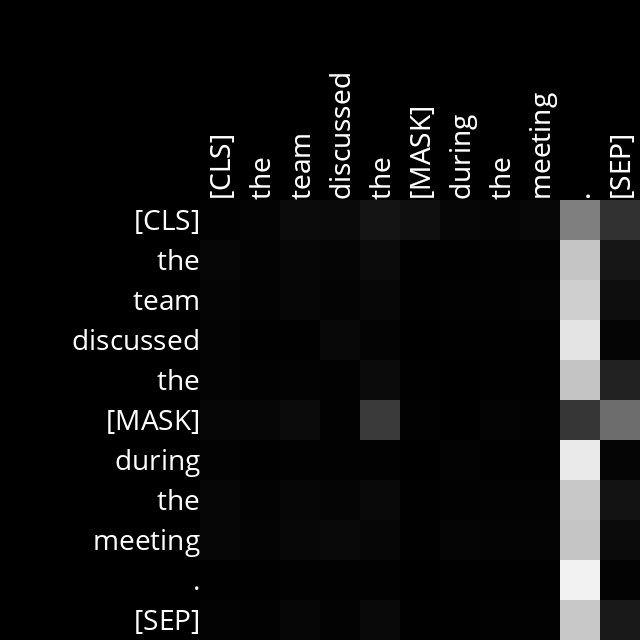 [CLS] the team discussed the [MASK] during the meeting . [SEP]
[CLS]
the
team
discussed
the
[MASK]
during
the
meeting
.
[SEP]